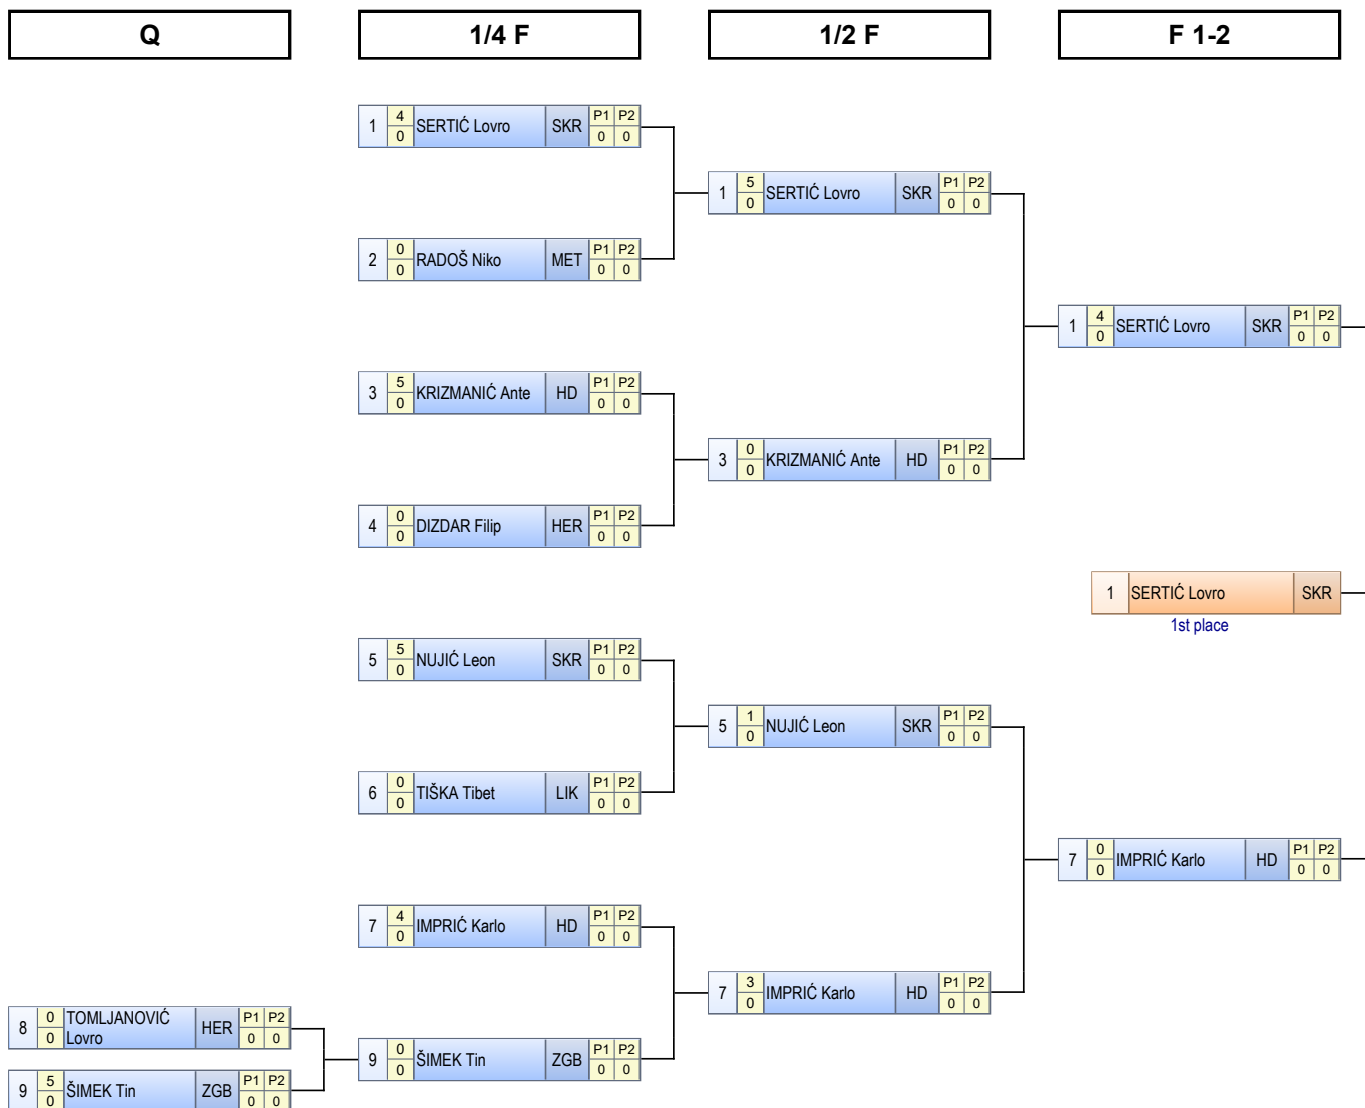 Q 1/4 F 1/2 F F 1-2
1 4 0 SERTIĆ Lovro SKR P1 P2 0 0
1 5 0 SERTIĆ Lovro SKR P1 P2 0 0
2 0 0 RADOŠ Niko MET P1 P2 0 0
1 4 0 SERTIĆ Lovro SKR P1 P2 0 0
3 5 0 KRIZMANIĆ Ante HD P1 P2 0 0
3 0 0 KRIZMANIĆ Ante HD P1 P2 0 0
4 0 0 DIZDAR Filip HER P1 P2 0 0
1 SERTIĆ Lovro SKR
1st place
5 5 0 NUJIĆ Leon SKR P1 P2 0 0
5 1 0 NUJIĆ Leon SKR P1 P2 0 0
6 0 0 TIŠKA Tibet LIK P1 P2 0 0
7 0 0 IMPRIĆ Karlo HD P1 P2 0 0
7 4 0 IMPRIĆ Karlo HD P1 P2 0 0
7 3 0 IMPRIĆ Karlo HD P1 P2 0 0
8 0 0 TOMLJANOVIĆ
Lovro HER P1 P2 0 0
9 0 0 ŠIMEK Tin ZGB P1 P2 0 0
9 5 0 ŠIMEK Tin ZGB P1 P2 0 0